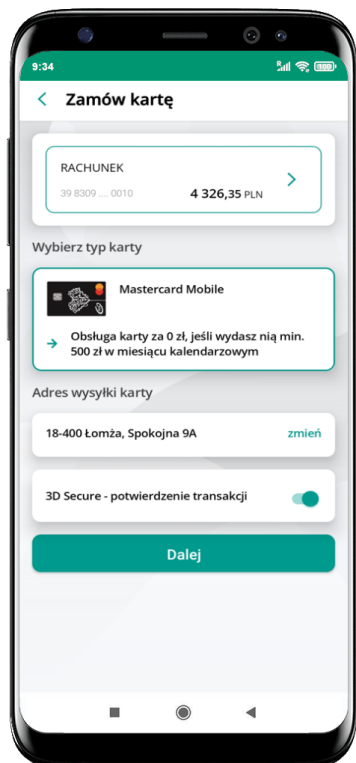 9:34
Zamów kartę
RACHUNEK
39 8309 .... 0010 4 326,35 PLN
Wybierz typ karty
Mastercard Mobile
Obsługa karty za 0 zł, jeśli wydasz nią min.
500 zł w miesiącu kalendarzowym
Adres wysyłki karty
18-400 Łomża, Spokojna 9A zmień
3D Secure - potwierdzenie transakcji
Dalej